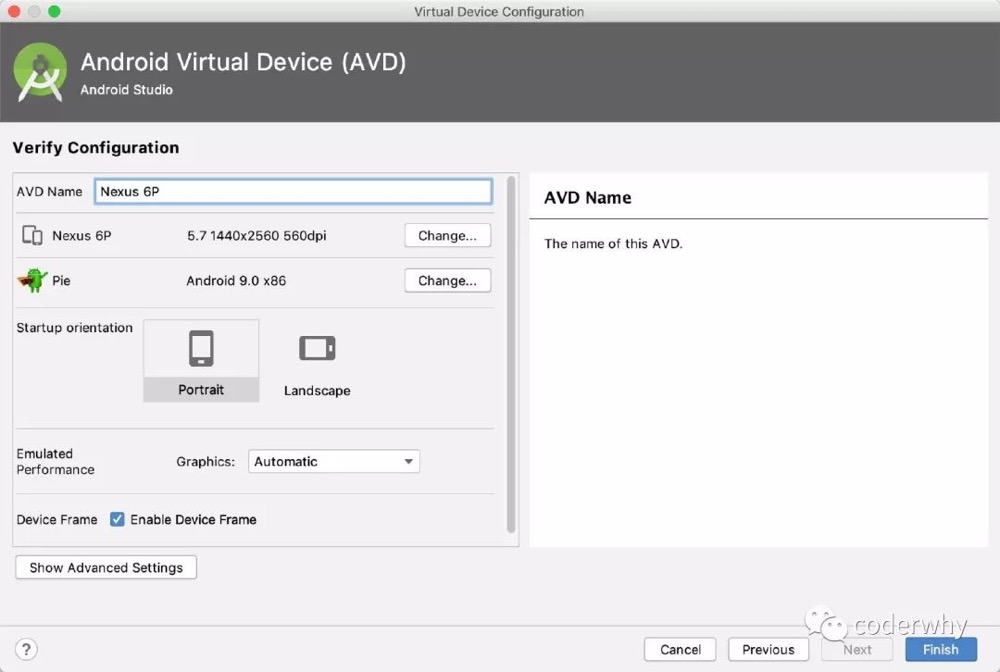 Virtual Device Configuration
Android Virtual Device (AVD)
Android Studio
Verify Configuration
AVD Name Nexus 6P
Nexus 6P 5.7 1440x2560 560dpi Change...
Pie Android 9.0 x86 Change...
Startup orientation
Portrait Landscape
Emulated
Performance
Graphics: Automatic
Device Frame Enable Device Frame
Show Advanced Settings
AVD Name
The name of this AVD.
coderwhy
? Cancel Previous Next Finish